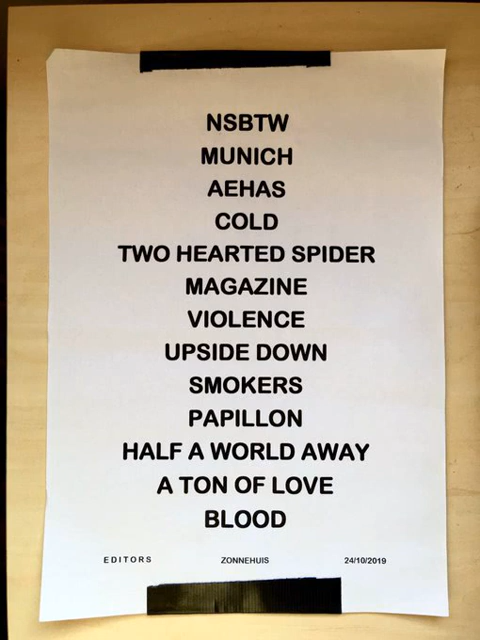 NSBTW
MUNICH
AEHAS
COLD
TWO HEARTED SPIDER
MAGAZINE
VIOLENCE
UPSIDE DOWN
SMOKERS
PAPILLON
HALF A WORLD AWAY
A TON OF LOVE
BLOOD
EDITORS ZONNEHUIS 24/10/2019